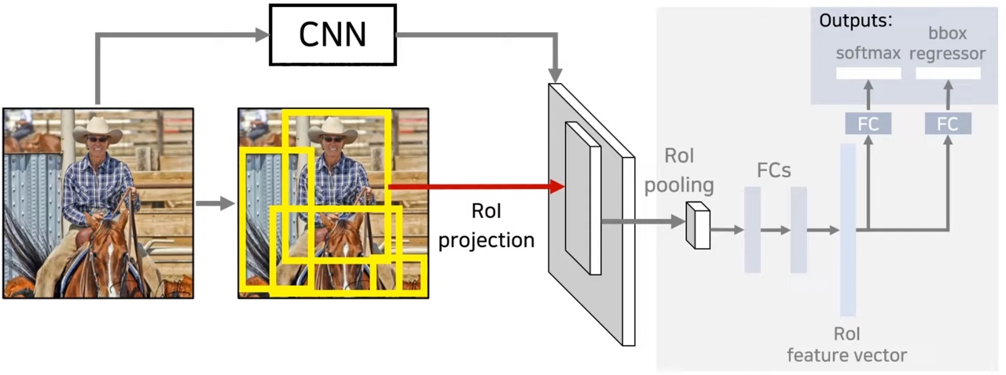 CNN
RoI
projection
RoI
pooling
FCs
RoI
feature vector
FC
FC
Outputs:
softmax
bbox
regressor